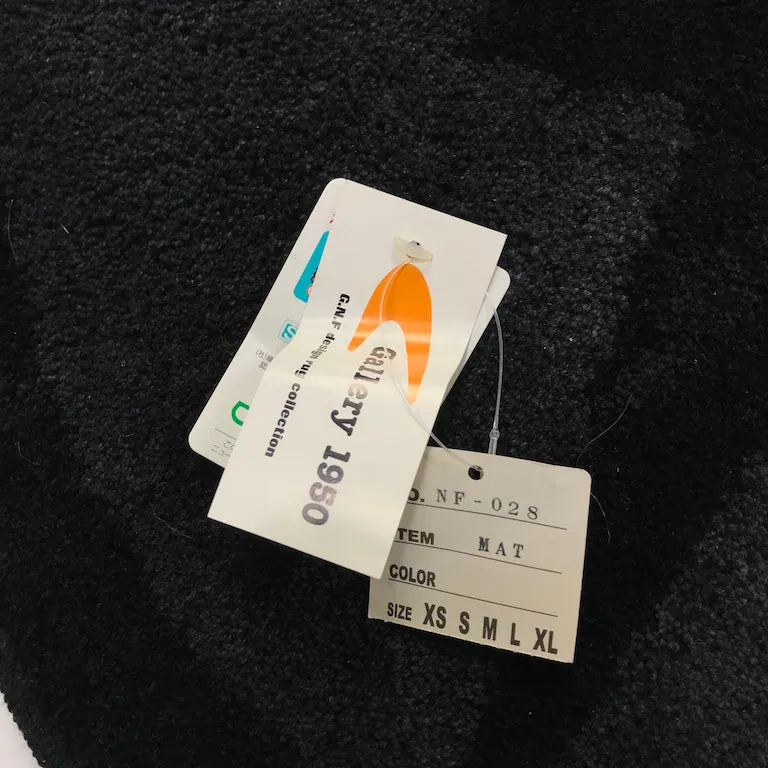 Gallery 1950
G.N.F design rug collection
O. NF-028
TEM MAT
COLOR
SIZE XS S M L XL